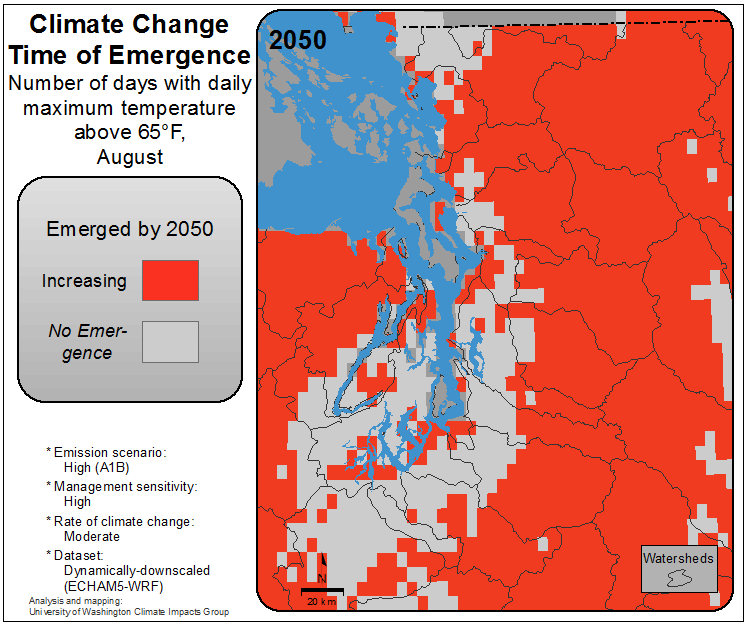 Climate Change
Time of Emergence
Number of days with daily
maximum temperature
above 65°F,
August
Emerged by 2050
Increasing
No Emer-
gence
* Emission scenario:
High (A1B)
* Management sensitivity:
High
* Rate of climate change:
Moderate
* Dataset:
Dynamically-downscaled
(ECHAM5-WRF)
Analysis and mapping:
University of Washington Climate Impacts Group
2050
Watersheds
N
20 km